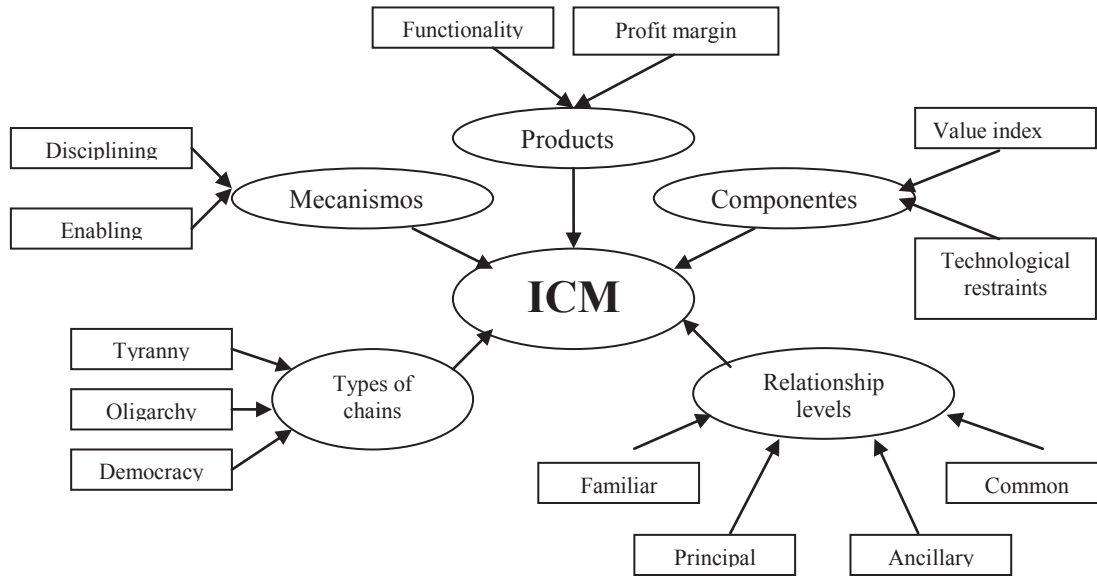 Functionality
Profit margin
Products
Value index
Disciplining
Mecanismos
Componentes
Enabling
Technological
restraints
ICM
Tyranny
Types of
chains
Relationship
levels
Oligarchy
Democracy
Familiar
Common
Principal
Ancillary